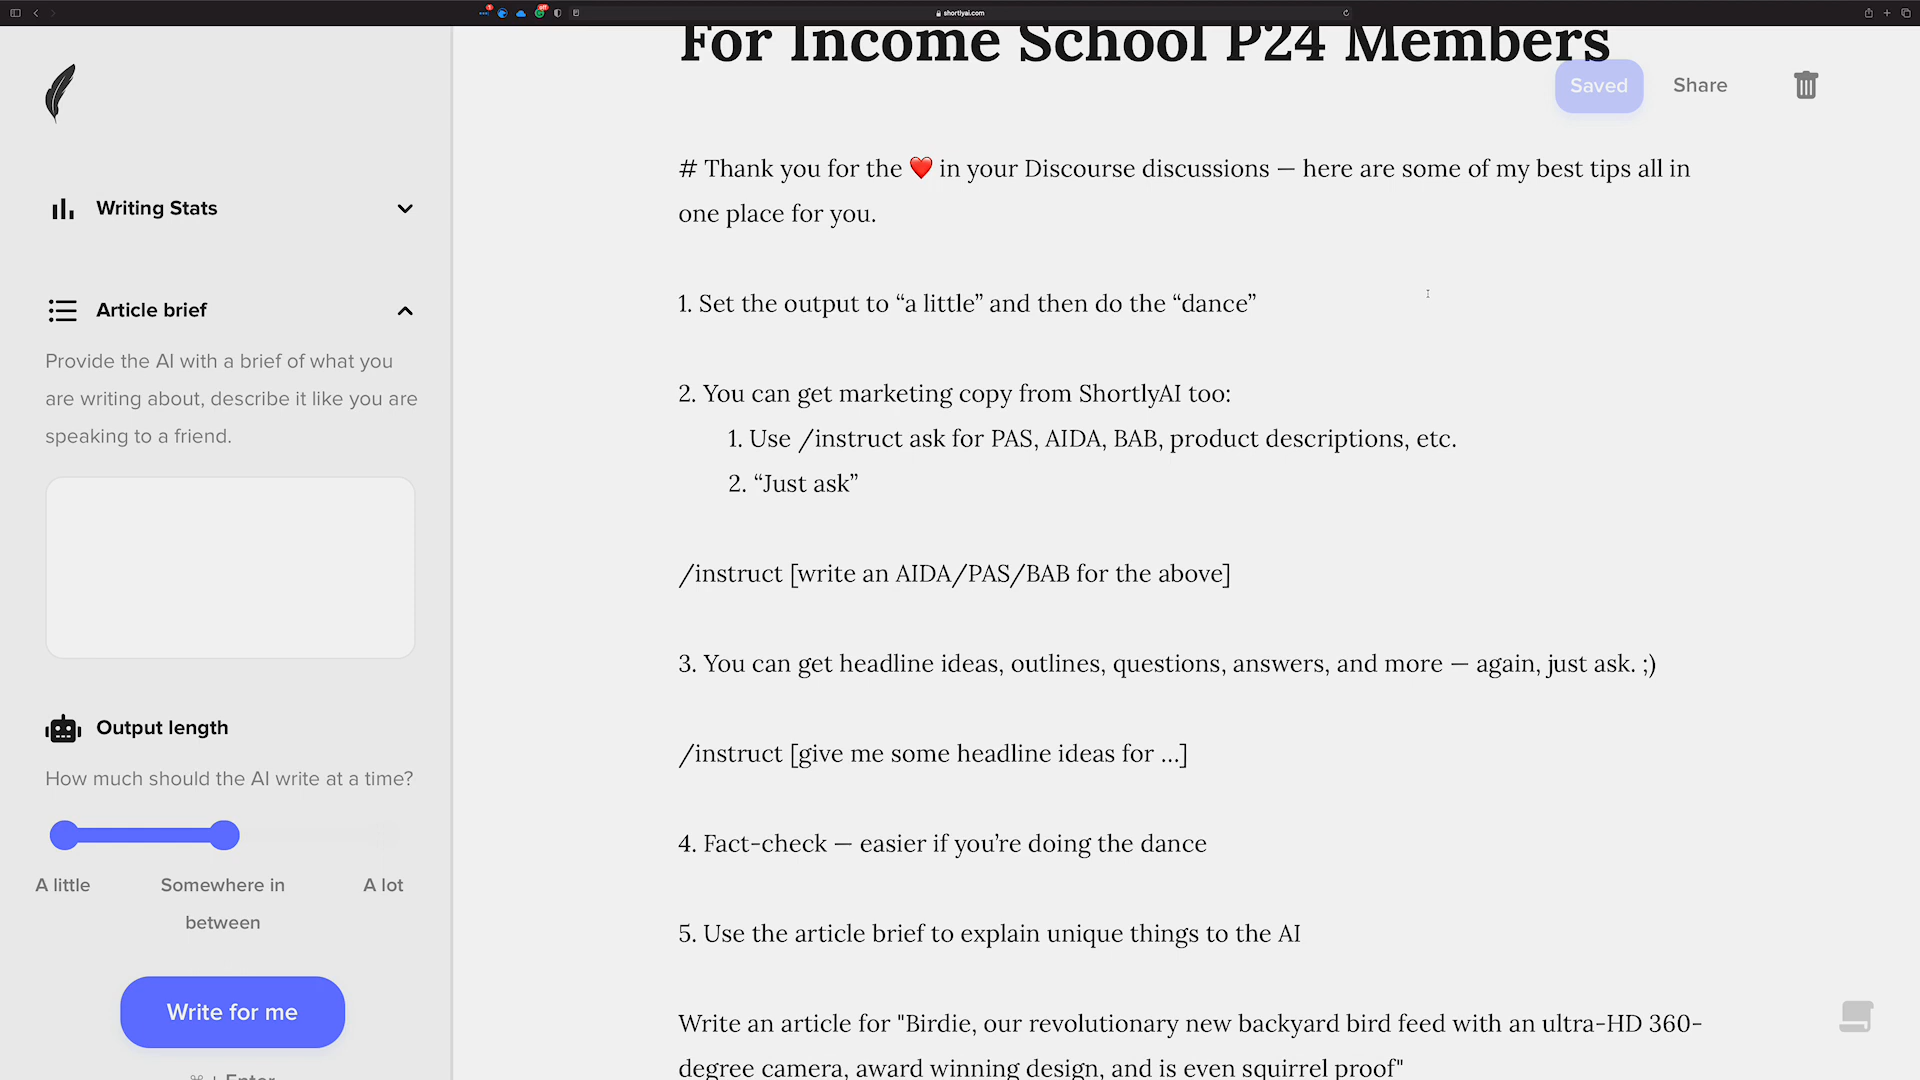 shortlyai.com
For Income School P24 Members
Saved
Share
Writing Stats
Article brief
Provide the AI with a brief of what you
are writing about, describe it like you are
speaking to a friend.
Output length
How much should the AI write at a time?
A little
Somewhere in
between
A lot
Write for me
⌘ + Enter
# Thank you for the ❤️ in your Discourse discussions — here are some of my best tips all in
one place for you.
1. Set the output to “a little” and then do the “dance”
2. You can get marketing copy from ShortlyAI too:
1. Use /instruct ask for PAS, AIDA, BAB, product descriptions, etc.
2. “Just ask”
/instruct [write an AIDA/PAS/BAB for the above]
3. You can get headline ideas, outlines, questions, answers, and more — again, just ask. ;)
/instruct [give me some headline ideas for ...]
4. Fact-check — easier if you’re doing the dance
5. Use the article brief to explain unique things to the AI
Write an article for "Birdie, our revolutionary new backyard bird feed with an ultra-HD 360-
degree camera, award winning design, and is even squirrel proof"